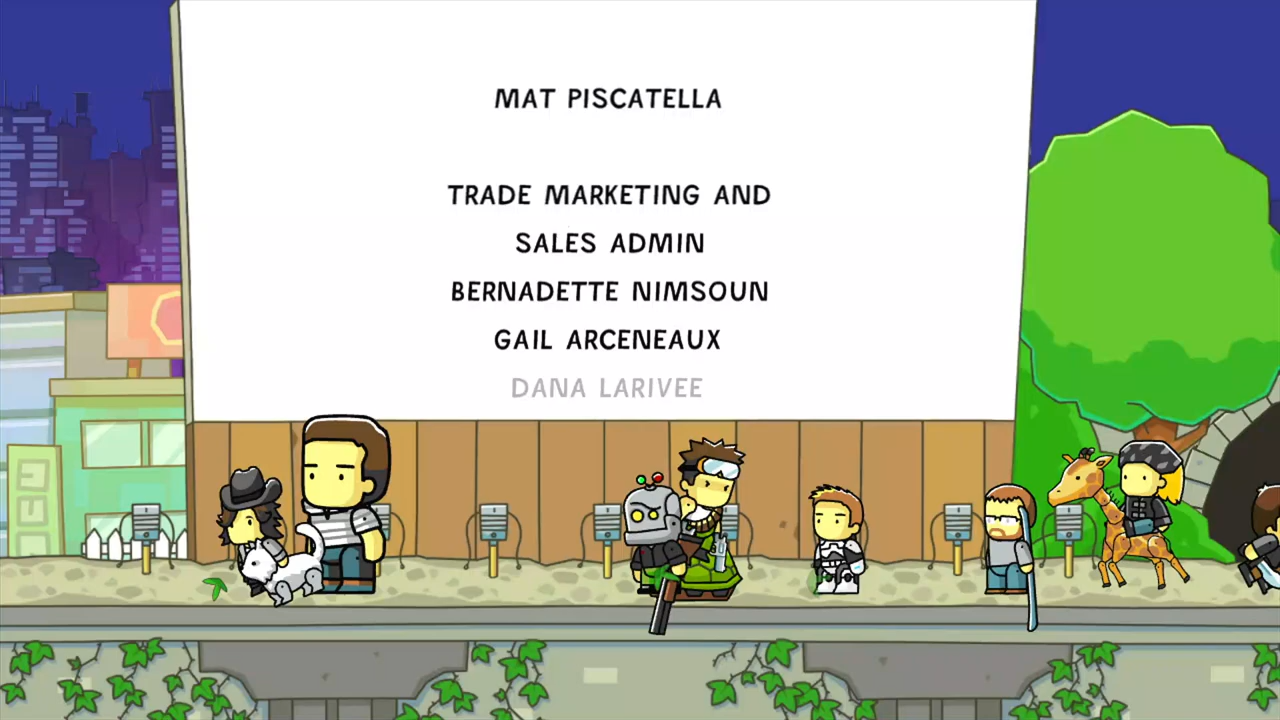 MAT PISCATELLA
TRADE MARKETING AND
SALES ADMIN
BERNADETTE NIMSOUN
GAIL ARCENEAUX
DANA LARIVEE